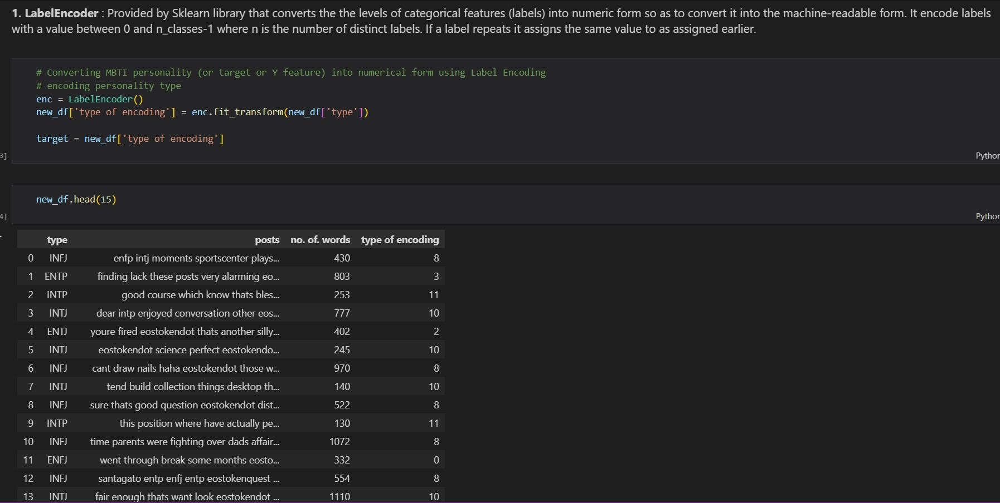 1. LabelEncoder : Provided by Sklearn library that converts the the levels of categorical features (labels) into numeric form so as to convert it into the machine-readable form. It encode labels
with a value between 0 and n_classes-1 where n is the number of distinct labels. If a label repeats it assigns the same value to as assigned earlier.
# Converting MBTI personality (or target or Y feature) into numerical form using Label Encoding
# encoding personality type
enc = LabelEncoder()
new_df['type of encoding'] = enc.fit_transform(new_df['type'])
target = new_df['type of encoding']
3]
Python
new_df.head(15)
4]
Python
type posts no. of. words type of encoding
0 INFJ enfp intj moments sportscenter plays... 430 8
1 ENTP finding lack these posts very alarming eo... 803 3
2 INTP good course which know thats bles... 253 11
3 INTJ dear intp enjoyed conversation other eos... 777 10
4 ENTJ youre fired eostokendot thats another silly... 402 2
5 INTJ eostokendot science perfect eostokendo... 245 10
6 INFJ cant draw nails haha eostokendot those w... 970 8
7 INTJ tend build collection things desktop th... 140 10
8 INFJ sure thats good question eostokendot dist... 522 8
9 INTP this position where have actually pe... 130 11
10 INFJ time parents were fighting over dads affair... 1072 8
11 ENFJ went through break some months eosto... 332 0
12 INFJ santagato entp enfj entp eostokenquest ... 554 8
13 INTJ fair enough thats want look eostokendot ... 1110 10